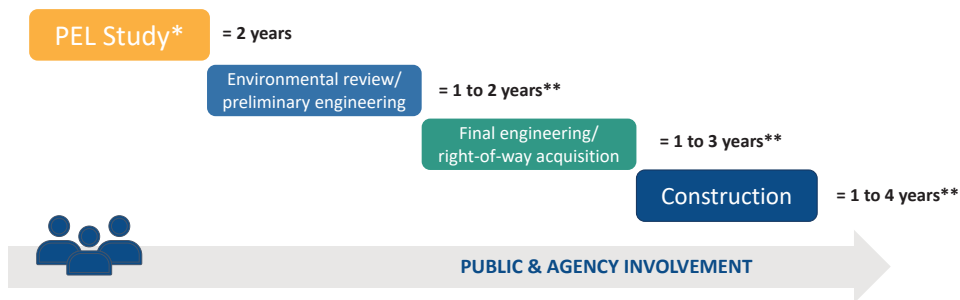 PEL Study*
= 2 years
Environmental review/
preliminary engineering
= 1 to 2 years**
Final engineering/
right-of-way acquisition
= 1 to 3 years**
Construction
= 1 to 4 years**
PUBLIC & AGENCY INVOLVEMENT